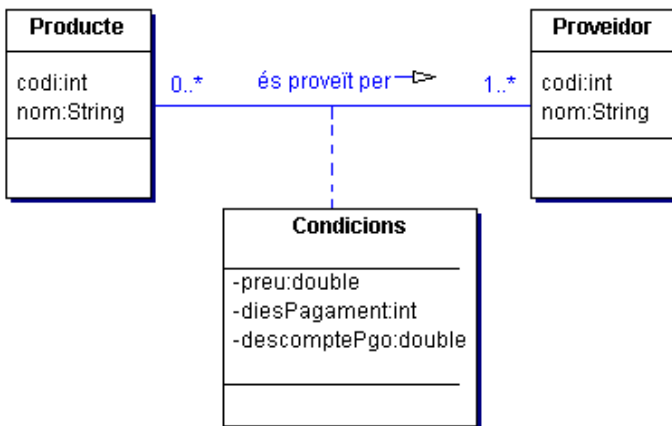 Producte
codi:int
nom:String
0..*
és proveït per
1..*
Proveidor
codi:int
nom:String
Condicions
-preu:double
-diesPagament:int
-descomptePgo:double